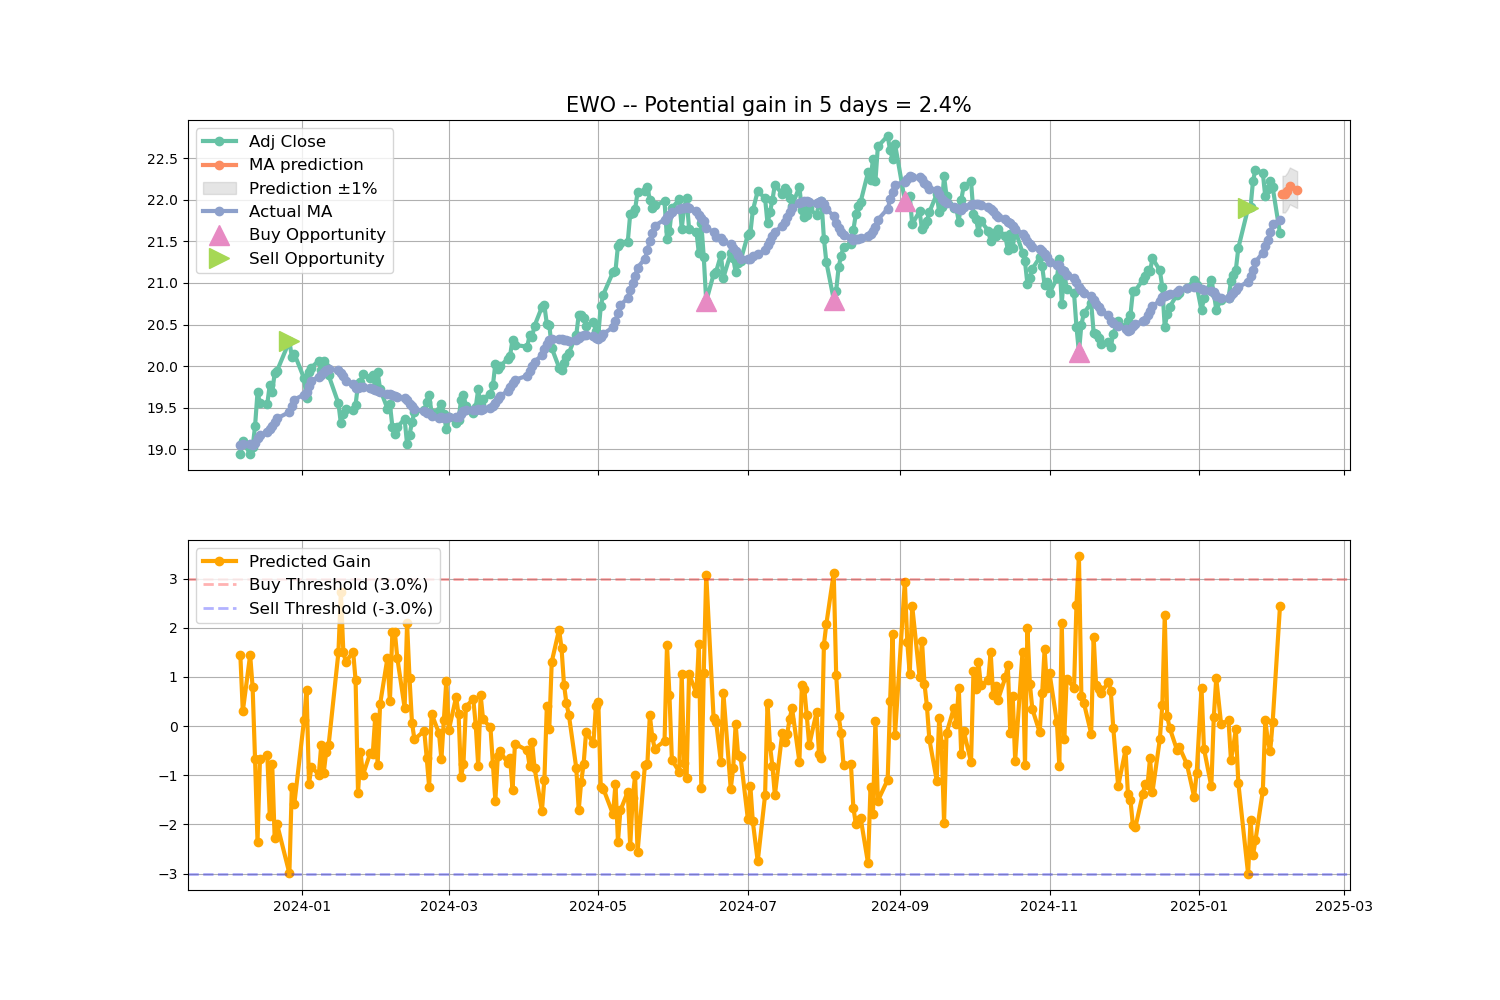 EWO -- Potential gain in 5 days = 2.4%
Adj Close
MA prediction
Prediction ±1%
Actual MA
Buy Opportunity
Sell Opportunity
22.5
22.0
21.5
21.0
20.5
20.0
19.5
19.0
Predicted Gain
Buy Threshold (3.0%)
Sell Threshold (-3.0%)
3
2
1
0
−1
−2
−3
2024-01 2024-03 2024-05 2024-07 2024-09 2024-11 2025-01 2025-03